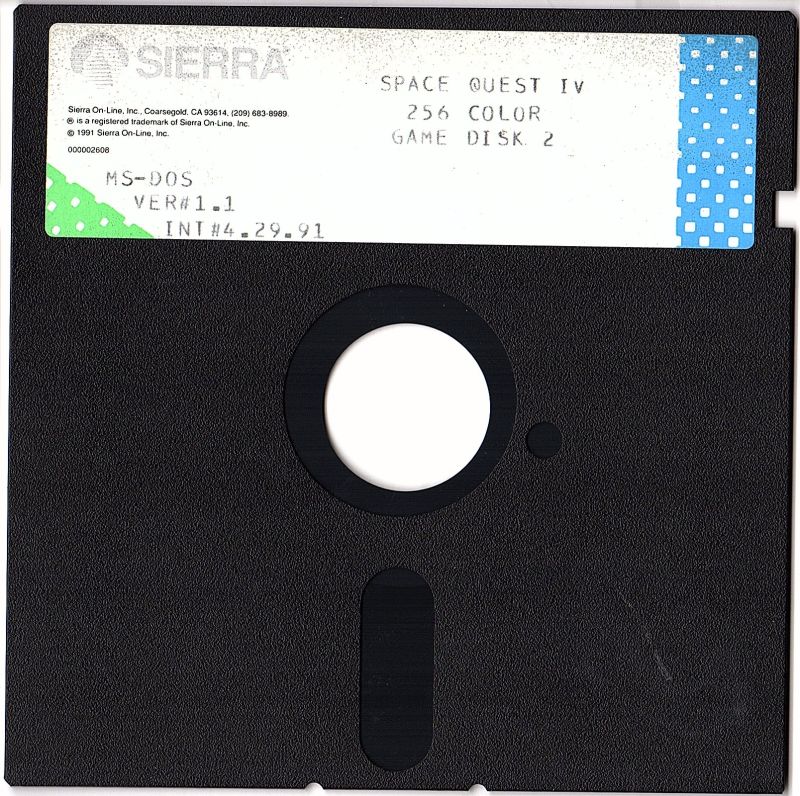 SIERRA
SPACE QUEST IV
256 COLOR
GAME DISK 2
Sierra On-Line, Inc., Coarsegold, CA 93614, (209) 683-8989.
® is a registered trademark of Sierra On-Line, Inc.
© 1991 Sierra On-Line, Inc.
000002608
MS-DOS
VER#1.1
INT#4.29.91